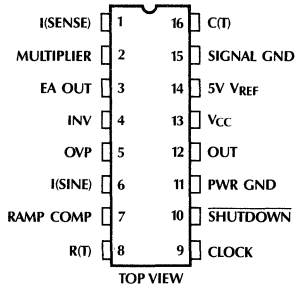 I(SENSE) 1 16 C(T)
MULTIPLIER 2 15 SIGNAL GND
EA OUT 3 14 5V VREF
INV 4 13 VCC
OVP 5 12 OUT
I(SINE) 6 11 PWR GND
RAMP COMP 7 10 SHUTDOWN
R(T) 8 9 CLOCK
TOP VIEW